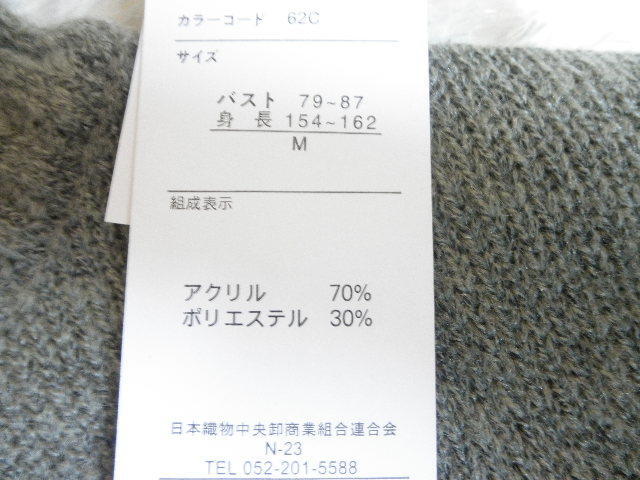 カラーコード 62C
サイズ
バスト 79~87
身長 154~162
M
組成表示
アクリル 70%
ポリエステル 30%
日本織物中央卸商業組合連合会
N-23
TEL 052-201-5588